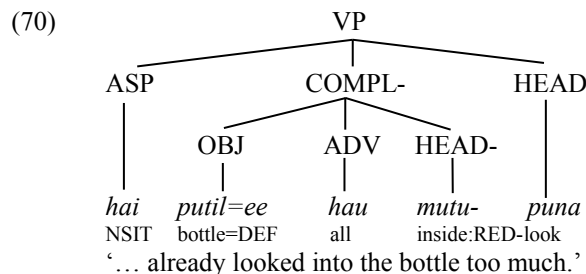 (70) VP
ASP COMPL- HEAD
OBJ ADV HEAD-
hai putil=ee hau mutu- puna
NSIT bottle=DEF all inside:RED-look
‘… already looked into the bottle too much.’